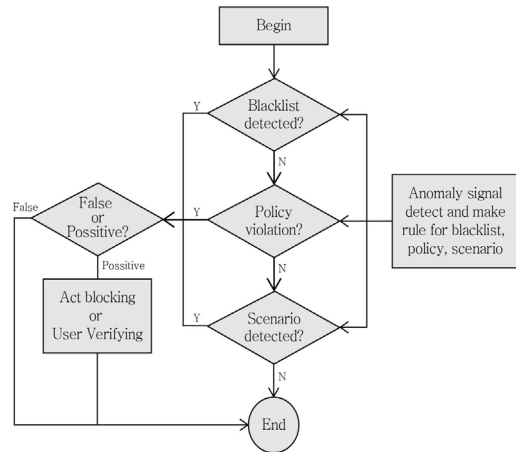 Begin
Y
Blacklist
detected?
N
False
False
or
Possitive?
Y
Policy
violation?
Anomaly signal
detect and make
rule for blacklist,
policy, scenario
Possitive
N
Act blocking
or
User Verifying
Y
Scenario
detected?
N
End